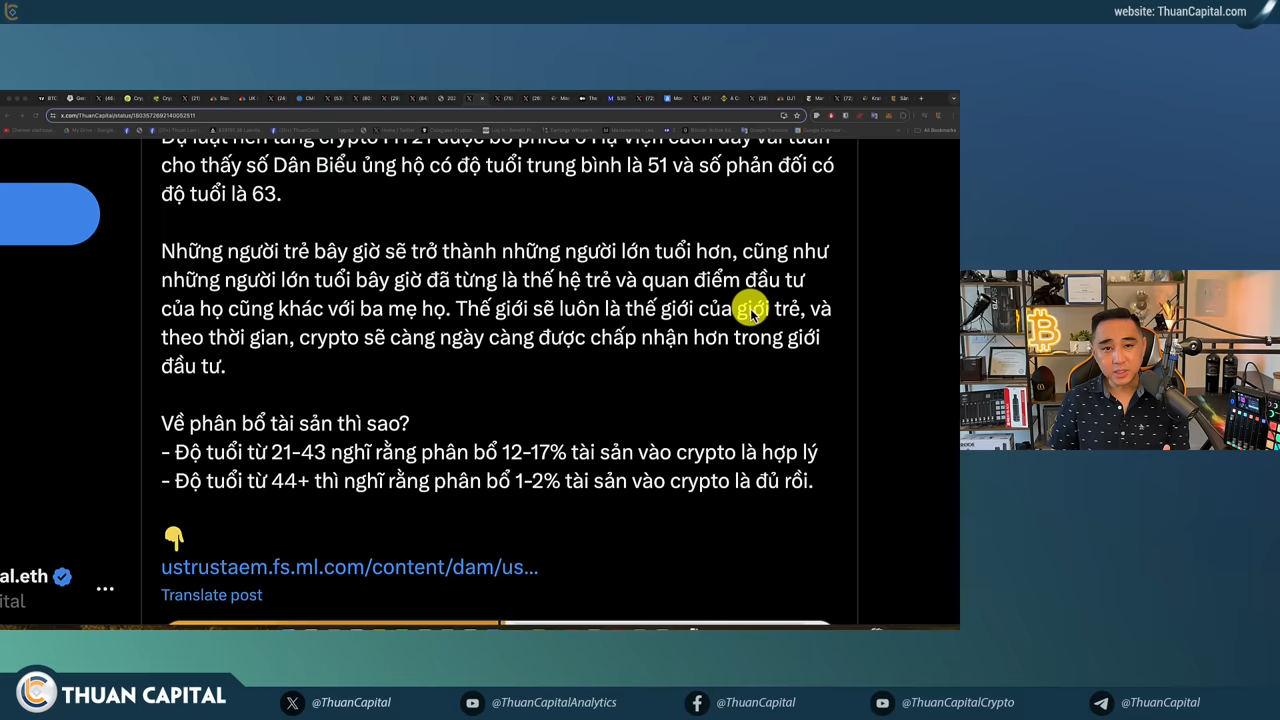 website: ThuanCapital.com
x.com/ThuanCapital/status/1803572692140052511
All Bookmarks
cho thấy số Dân Biểu ủng hộ có độ tuổi trung bình là 51 và số phản đối có
độ tuổi là 63.
Những người trẻ bây giờ sẽ trở thành những người lớn tuổi hơn, cũng như
những người lớn tuổi bây giờ đã từng là thế hệ trẻ và quan điểm đầu tư
của họ cũng khác với ba mẹ họ. Thế giới sẽ luôn là thế giới của giới trẻ, và
theo thời gian, crypto sẽ càng ngày càng được chấp nhận hơn trong giới
đầu tư.
Về phân bổ tài sản thì sao?
- Độ tuổi từ 21-43 nghĩ rằng phân bổ 12-17% tài sản vào crypto là hợp lý
- Độ tuổi từ 44+ thì nghĩ rằng phân bổ 1-2% tài sản vào crypto là đủ rồi.
ustrustaem.fs.ml.com/content/dam/us...
al.eth
ital
Translate post
THUAN CAPITAL
@ThuanCapital
@ThuanCapitalAnalytics
@ThuanCapital
@ThuanCapitalCrypto
@ThuanCapital